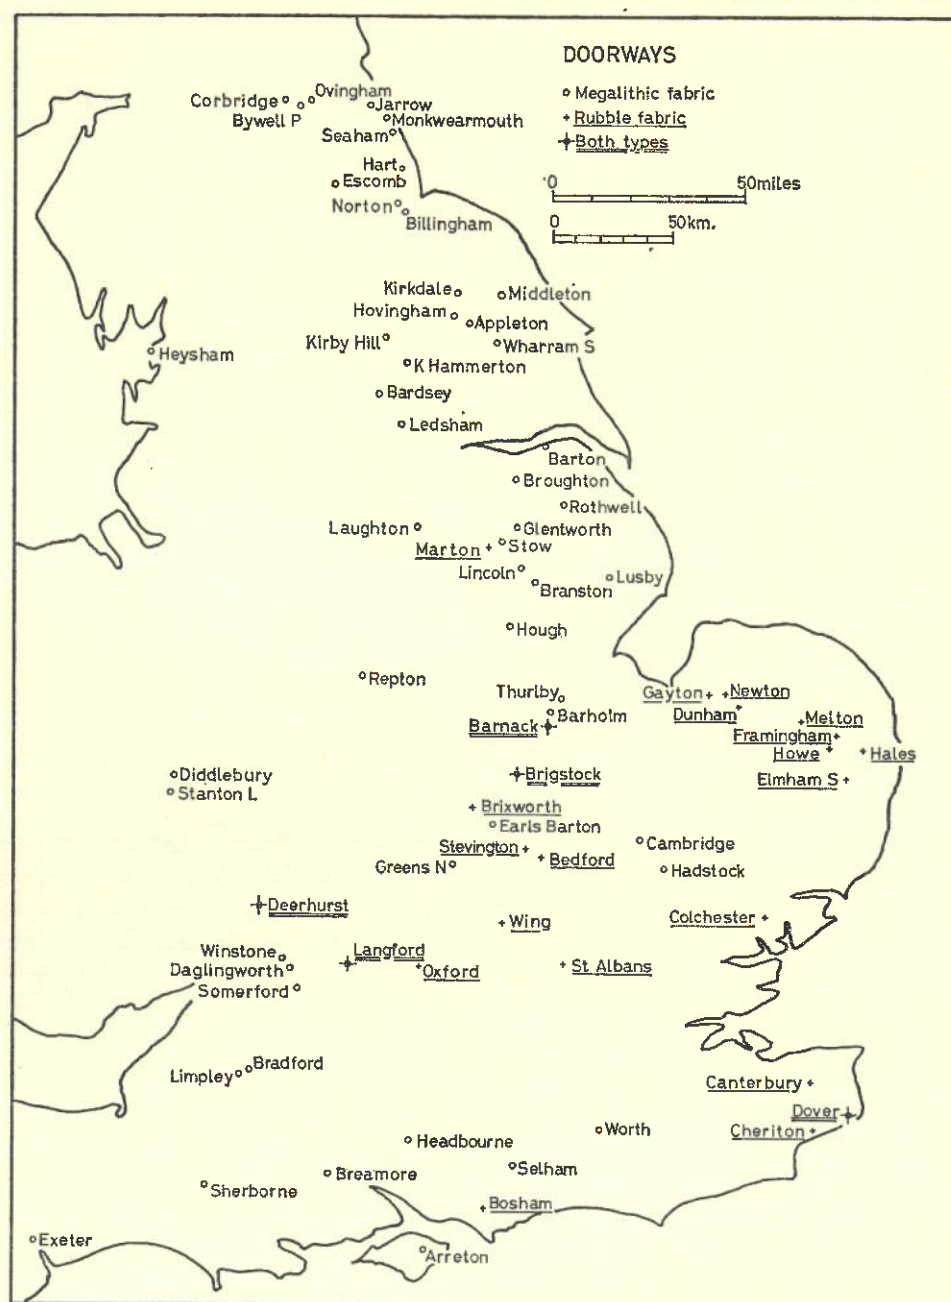 DOORWAYS
Megalithic fabric
Rubble fabric
Both types
0 50miles
0 50km.
Ovingham
Corbridge
Bywell P
Jarrow
Monkwearmouth
Seaham
Hart
Escomb
Norton
Billingham
Kirkdale
Middleton
Hovingham
Appleton
Kirby Hill
Wharram S
Heysham
K Hammerton
Bardsey
Ledsham
Barton
Broughton
Rothwell
Laughton
Glentworth
Marton
Stow
Lincoln
Lusby
Branston
Hough
Repton
Thurlby
Gayton
Newton
Barholm
Dunham
Melton
Barnack
Framingham
Howe
Hales
Diddlebury
Brigstock
Elmham S
Stanton L
Brixworth
Earls Barton
Stevington
Cambridge
Bedford
Greens N
Hadstock
Deerhurst
Wing
Colchester
Winstone
Langford
Daglingworth
Oxford
St Albans
Somerford
Bradford
Limpley
Canterbury
Dover
Worth
Cheriton
Headbourne
Selham
Breamore
Sherborne
Bosham
Exeter
Arreton